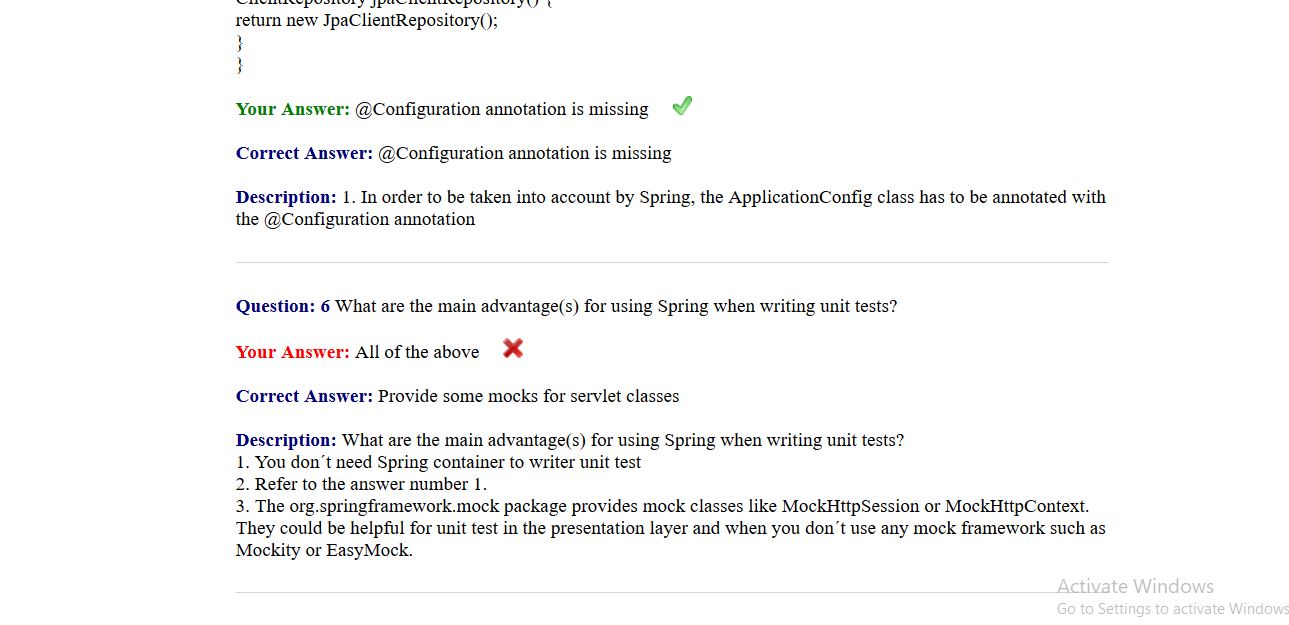 ClientRepository jpaClientRepository() {
return new JpaClientRepository();
}
}
Your Answer: @Configuration annotation is missing
Correct Answer: @Configuration annotation is missing
Description: 1. In order to be taken into account by Spring, the ApplicationConfig class has to be annotated with
the @Configuration annotation
Question: 6 What are the main advantage(s) for using Spring when writing unit tests?
Your Answer: All of the above
Correct Answer: Provide some mocks for servlet classes
Description: What are the main advantage(s) for using Spring when writing unit tests?
1. You don´t need Spring container to writer unit test
2. Refer to the answer number 1.
3. The org.springframework.mock package provides mock classes like MockHttpSession or MockHttpContext.
They could be helpful for unit test in the presentation layer and when you don´t use any mock framework such as
Mockity or EasyMock.
Activate Windows
Go to Settings to activate Windows